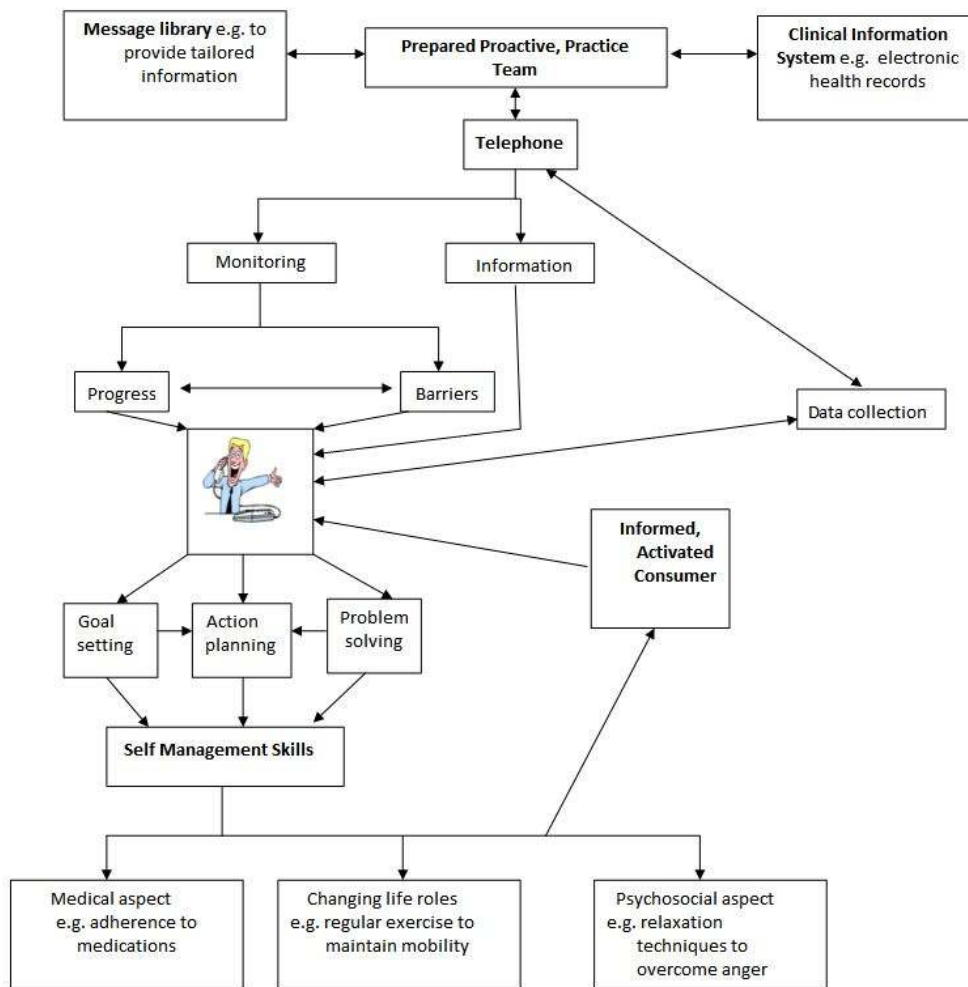 Message library e.g. to
provide tailored
information
Prepared Proactive, Practice
Team
Clinical Information
System e.g. electronic
health records
Telephone
Monitoring
Information
Progress
Barriers
Data collection
Informed,
Activated
Consumer
Goal
setting
Action
planning
Problem
solving
Self Management Skills
Medical aspect
e.g. adherence to
medications
Changing life roles
e.g. regular exercise to
maintain mobility
Psychosocial aspect
e.g. relaxation
techniques to
overcome anger